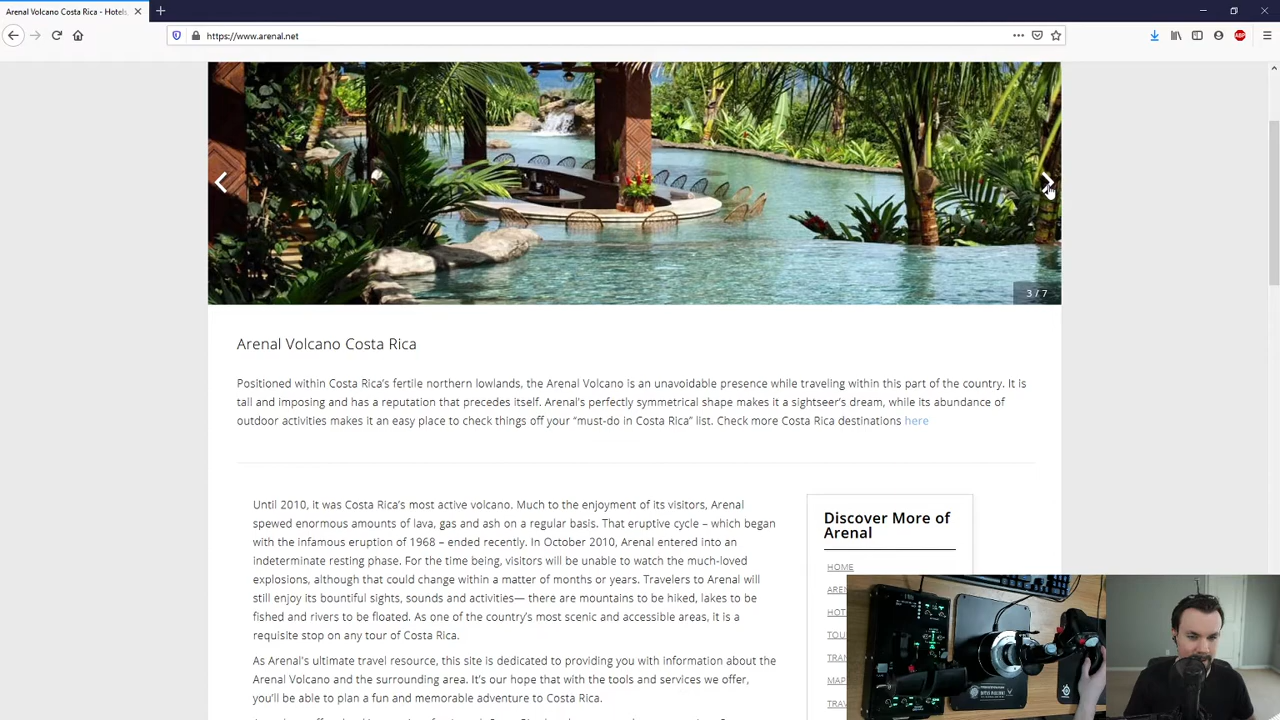 Arenal Volcano Costa Rica - Hotels,
https://www.arenal.net
ABP
3 / 7
Arenal Volcano Costa Rica
Positioned within Costa Rica's fertile northern lowlands, the Arenal Volcano is an unavoidable presence while traveling within this part of the country. It is
tall and imposing and has a reputation that precedes itself. Arenal's perfectly symmetrical shape makes it a sightseer's dream, while its abundance of
outdoor activities makes it an easy place to check things off your "must-do in Costa Rica" list. Check more Costa Rica destinations here
Until 2010, it was Costa Rica's most active volcano. Much to the enjoyment of its visitors, Arenal
spewed enormous amounts of lava, gas and ash on a regular basis. That eruptive cycle – which began
with the infamous eruption of 1968 – ended recently. In October 2010, Arenal entered into an
indeterminate resting phase. For the time being, visitors will be unable to watch the much-loved
explosions, although that could change within a matter of months or years. Travelers to Arenal will
still enjoy its bounty sights, sounds and activities— there are mountains to be hiked, lakes to be
fished and rivers to be floated. As one of the country's most scenic and accessible areas, it is a
requisite stop on any tour of Costa Rica.
As Arenal's ultimate travel resource, this site is dedicated to providing you with information about the
Arenal Volcano and the surrounding area. It's our hope that with the tools and services we offer,
you'll be able to plan a fun and memorable adventure to Costa Rica.
Discover More of
Arenal
HOME
AREN
HOT
TOU
TRAN
MAP
TRAV